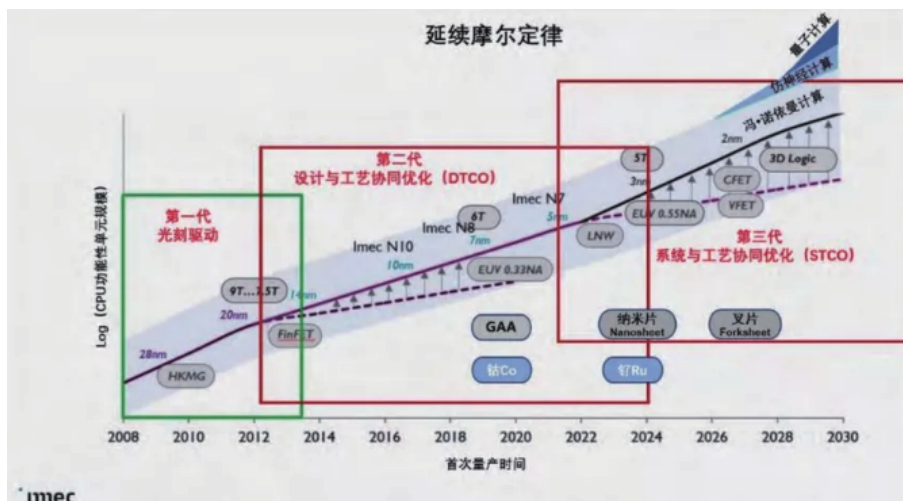 延续摩尔定律
量子计算
仿神经计算
冯•诺依曼计算
第二代
设计与工艺协同优化（DTCO）
5T
2nm
3D Logic
第一代
光刻驱动
6T
Imec N7
3nm
CFET
Imec N8
5nm
EUV 0.55NA
VFET
Imec N10
7nm
LNW
第三代
系统与工艺协同优化（STCO）
10nm
EUV 0.33NA
9T...7.5T
14nm
20nm
FinFET
GAA
纳米片
Nanosheet
叉片
Forksheet
28nm
HKMG
钴Co
钌Ru
Log（CPU功能性单元规模）
2008 2010 2012 2014 2016 2018 2020 2022 2024 2026 2028 2030
首次量产时间
imec